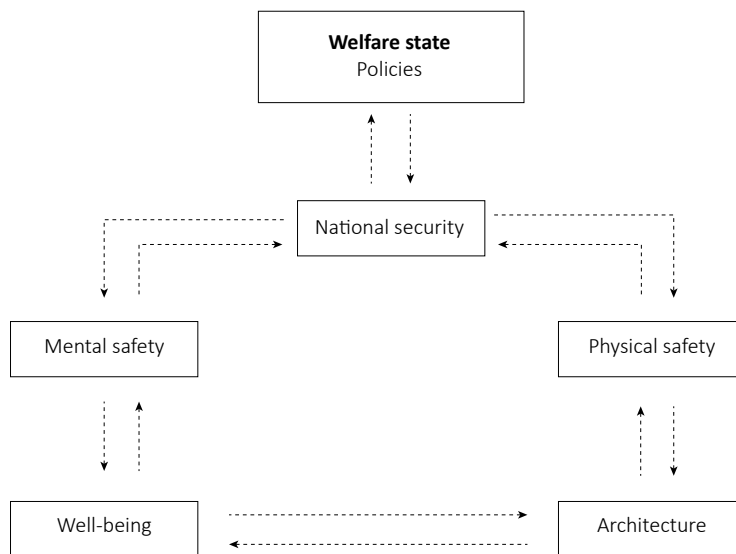 Welfare state
Policies
National security
Mental safety
Physical safety
Well-being
Architecture